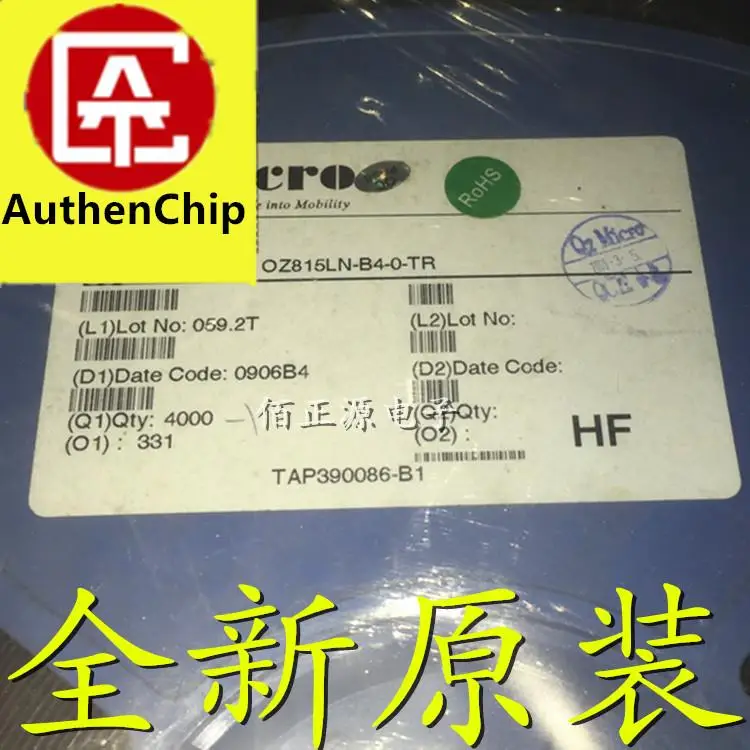 AuthenChip
cro
into Mobility
RoHS
OZ815LN-B4-0-TR
O2 Micro
(L1)Lot No: 059.2T
(L2)Lot No:
(D1)Date Code: 0906B4
(D2)Date Code:
(Q1)Qty: 4000
Qty:
佰正源电子
(O1) : 331
(O2) :
HF
TAP390086-B1
全新原装